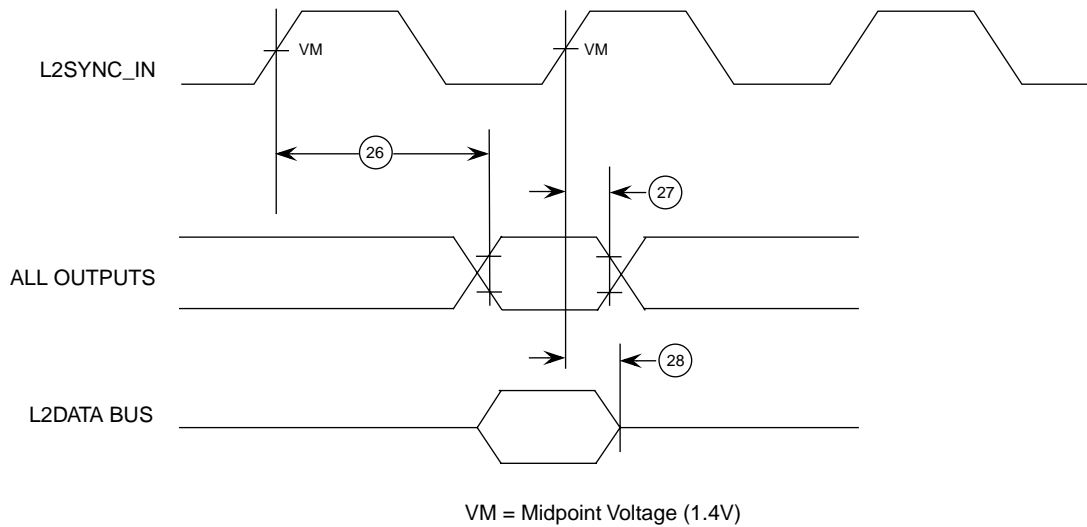 VM
VM
L2SYNC_IN
26
27
ALL OUTPUTS
28
L2DATA BUS
VM = Midpoint Voltage (1.4V)